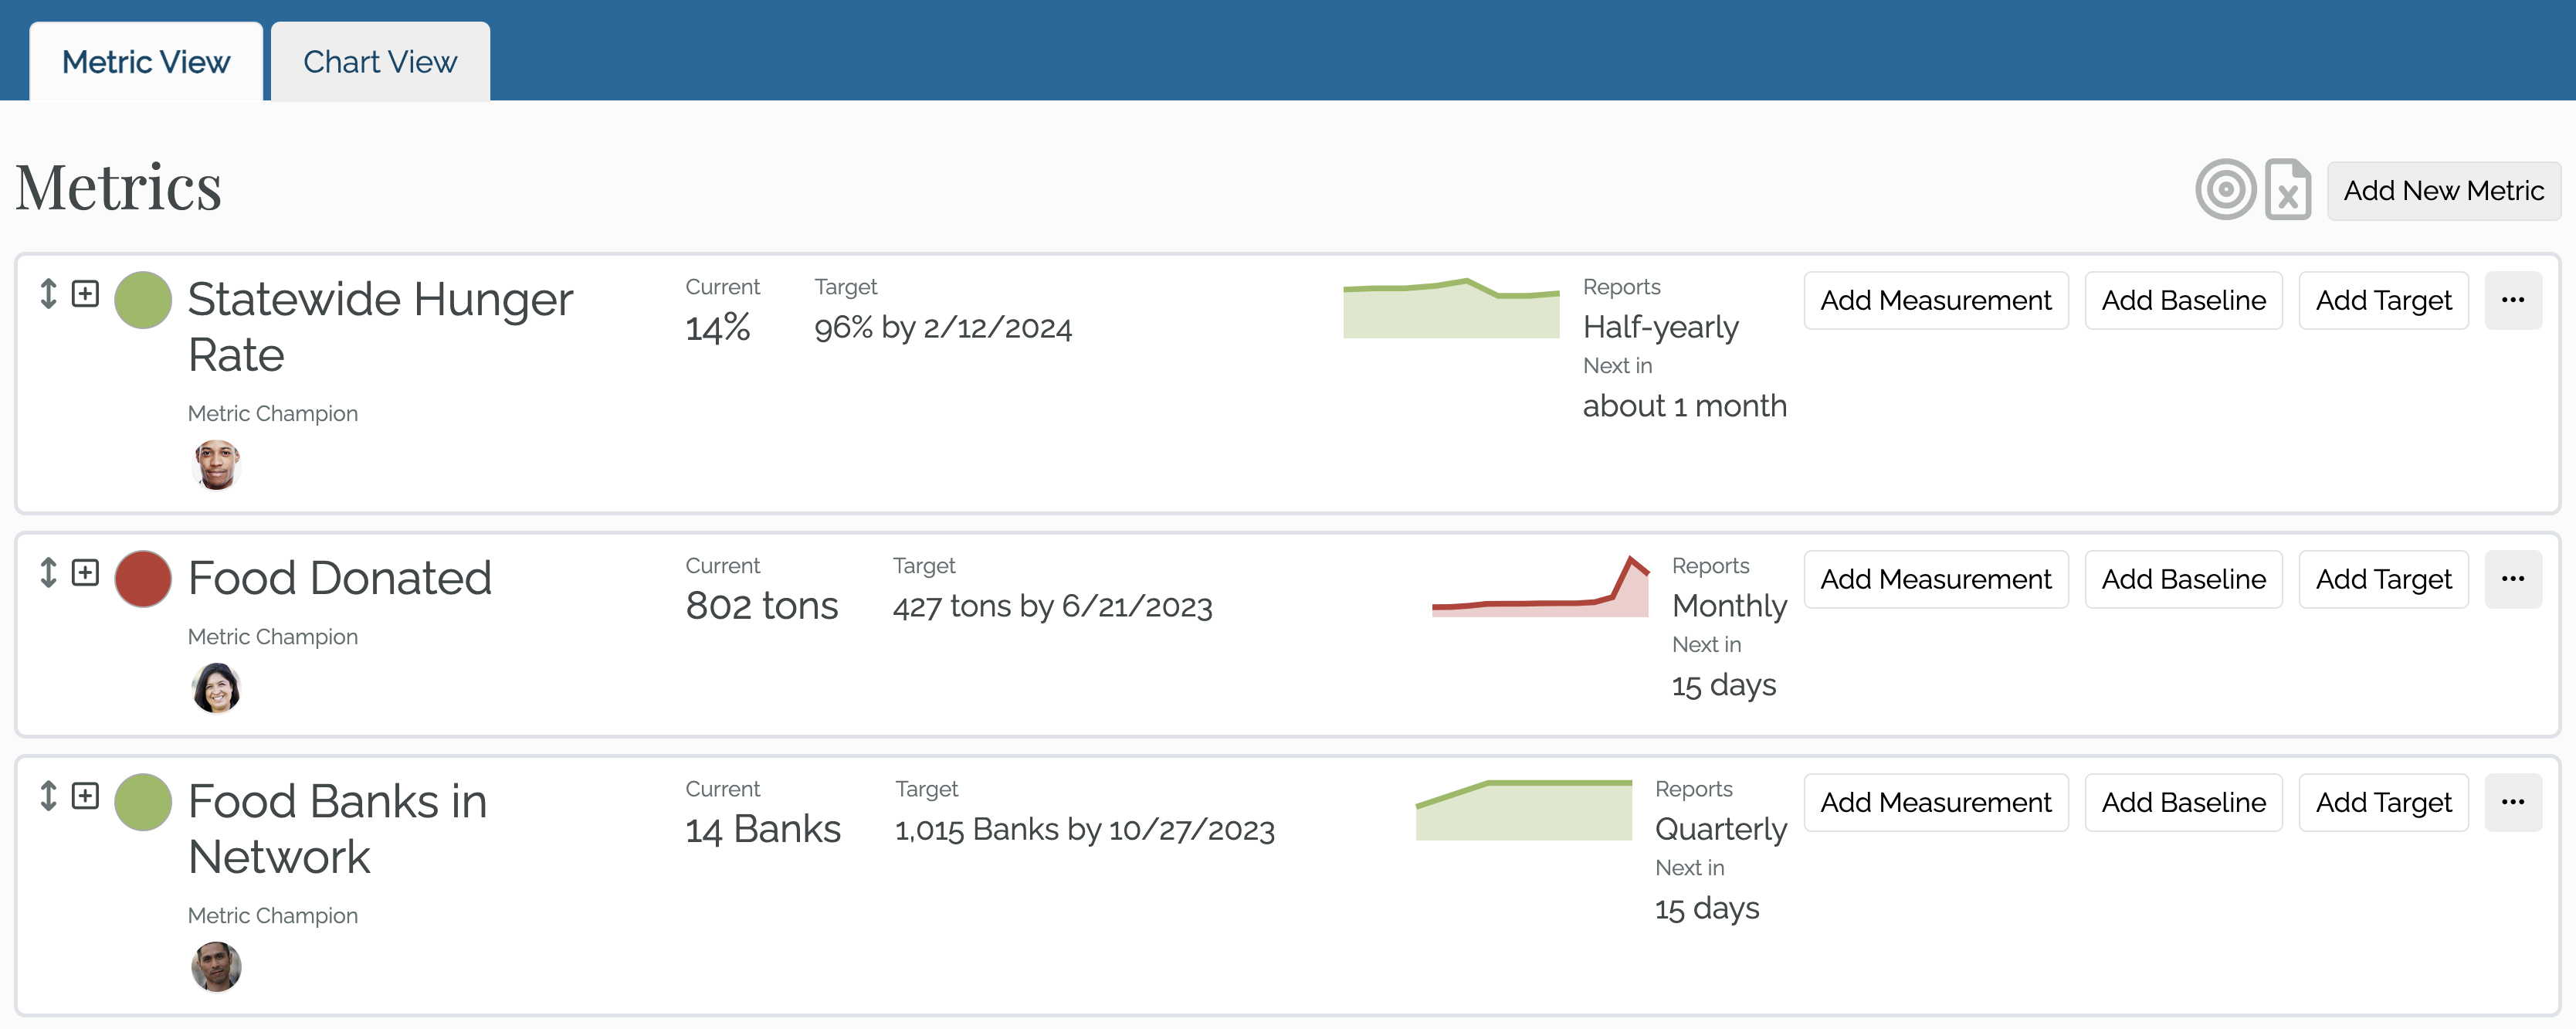 Metric View
Chart View
Metrics
Add New Metric
Statewide Hunger
Rate
Metric Champion
Current
14%
Target
96% by 2/12/2024
Reports
Half-yearly
Next in
about 1 month
Add Measurement
Add Baseline
Add Target
Food Donated
Metric Champion
Current
802 tons
Target
427 tons by 6/21/2023
Reports
Monthly
Next in
15 days
Add Measurement
Add Baseline
Add Target
Food Banks in
Network
Metric Champion
Current
14 Banks
Target
1,015 Banks by 10/27/2023
Reports
Quarterly
Next in
15 days
Add Measurement
Add Baseline
Add Target